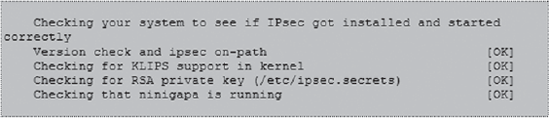 Checking your system to see if IPsec got installed and started
correctly
Version check and ipsec on-path [OK]
Checking for KLIPS support in kernel [OK]
Checking for RSA private key (/etc/ipsec.secrets) [OK]
Checking that ninigapa is running [OK]